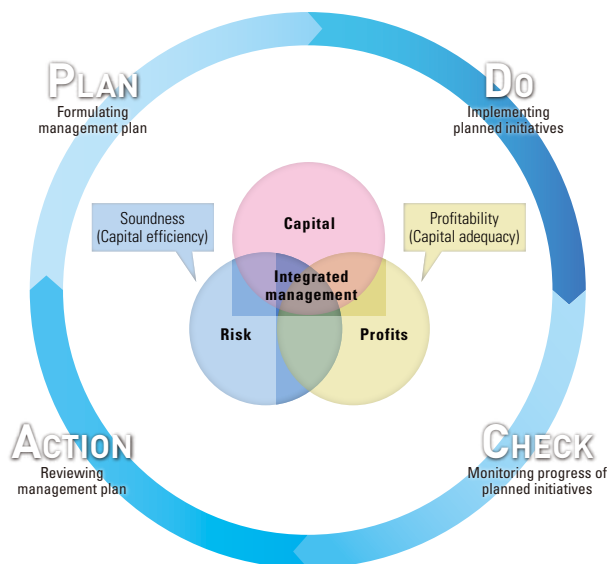 PLAN
Formulating
management plan
DO
Implementing
planned initiatives
Soundness
(Capital efficiency)
Capital
Profitability
(Capital adequacy)
Integrated
management
Risk
Profits
ACTION
Reviewing
management plan
CHECK
Monitoring progress of
planned initiatives